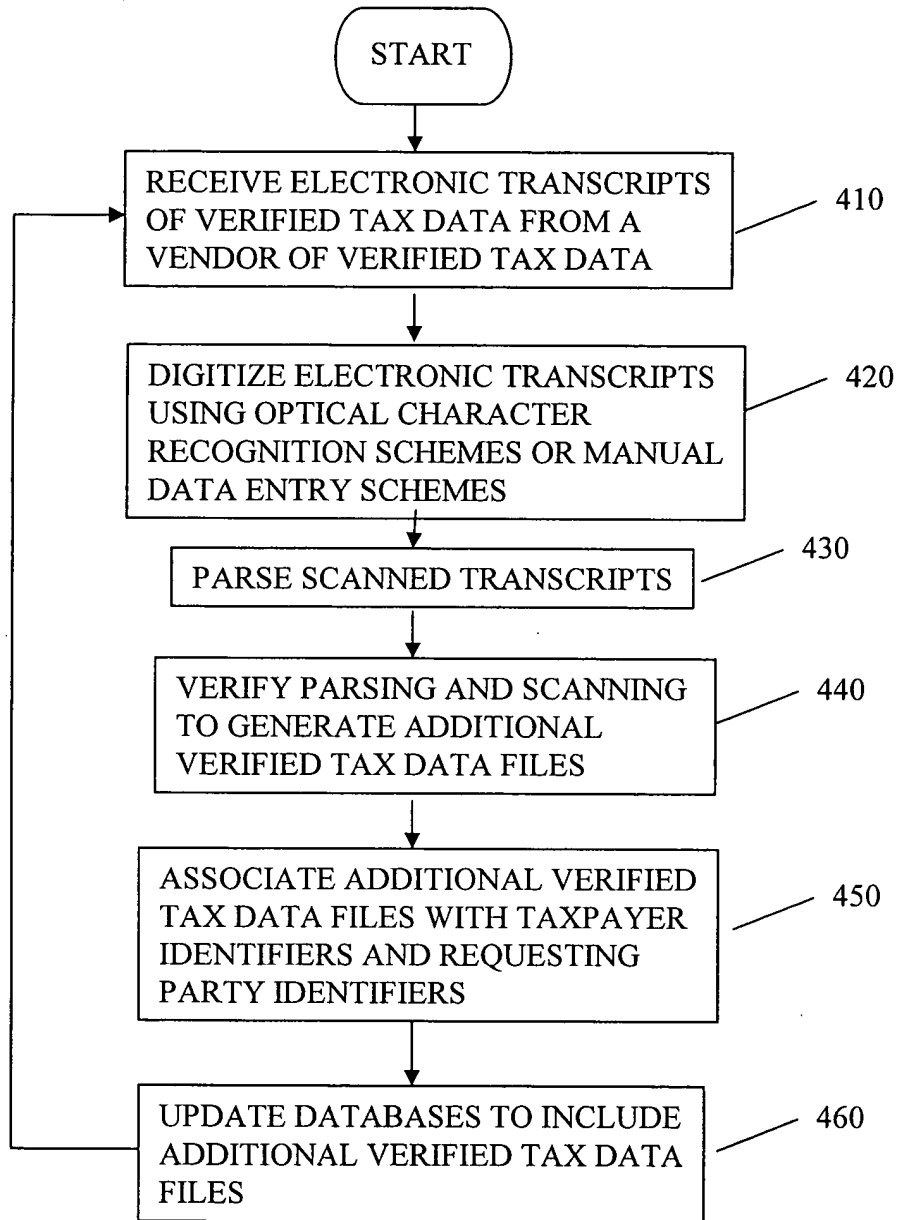 START
RECEIVE ELECTRONIC TRANSCRIPTS
OF VERIFIED TAX DATA FROM A
VENDOR OF VERIFIED TAX DATA
410
DIGITIZE ELECTRONIC TRANSCRIPTS
USING OPTICAL CHARACTER
RECOGNITION SCHEMES OR MANUAL
DATA ENTRY SCHEMES
420
PARSE SCANNED TRANSCRIPTS
430
VERIFY PARSING AND SCANNING
TO GENERATE ADDITIONAL
VERIFIED TAX DATA FILES
440
ASSOCIATE ADDITIONAL VERIFIED
TAX DATA FILES WITH TAXPAYER
IDENTIFIERS AND REQUESTING
PARTY IDENTIFIERS
450
UPDATE DATABASES TO INCLUDE
ADDITIONAL VERIFIED TAX DATA
FILES
460